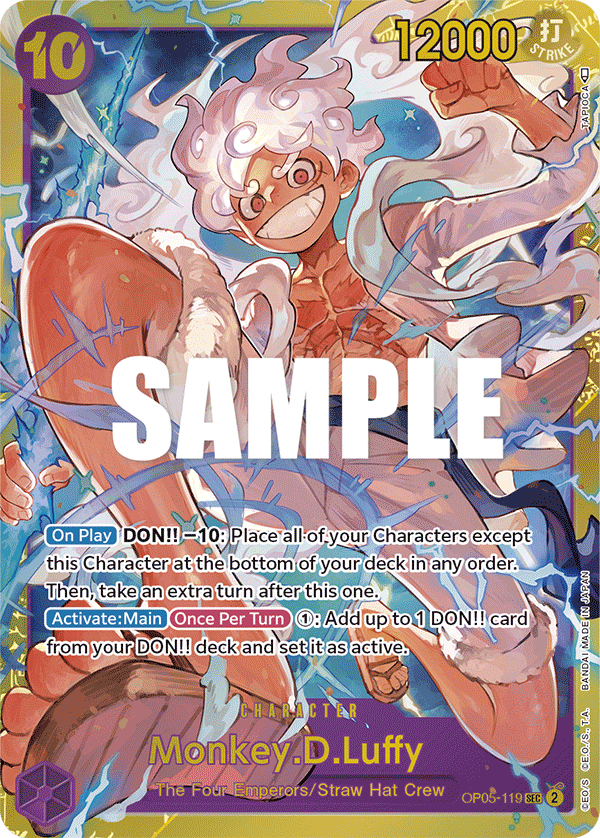 10
12000
打
STRIKE
TAPIOCA
SAMPLE
On Play DON!! −10: Place all of your Characters except
this Character at the bottom of your deck in any order.
Then, take an extra turn after this one.
Activate:Main Once Per Turn ①: Add up to 1 DON!! card
from your DON!! deck and set it as active.
CHARACTER
Monkey.D.Luffy
The Four Emperors/Straw Hat Crew
OP05-119 SEC 2
©E.O/S ©E.O./S., T.A. BANDAI MADE IN JAPAN